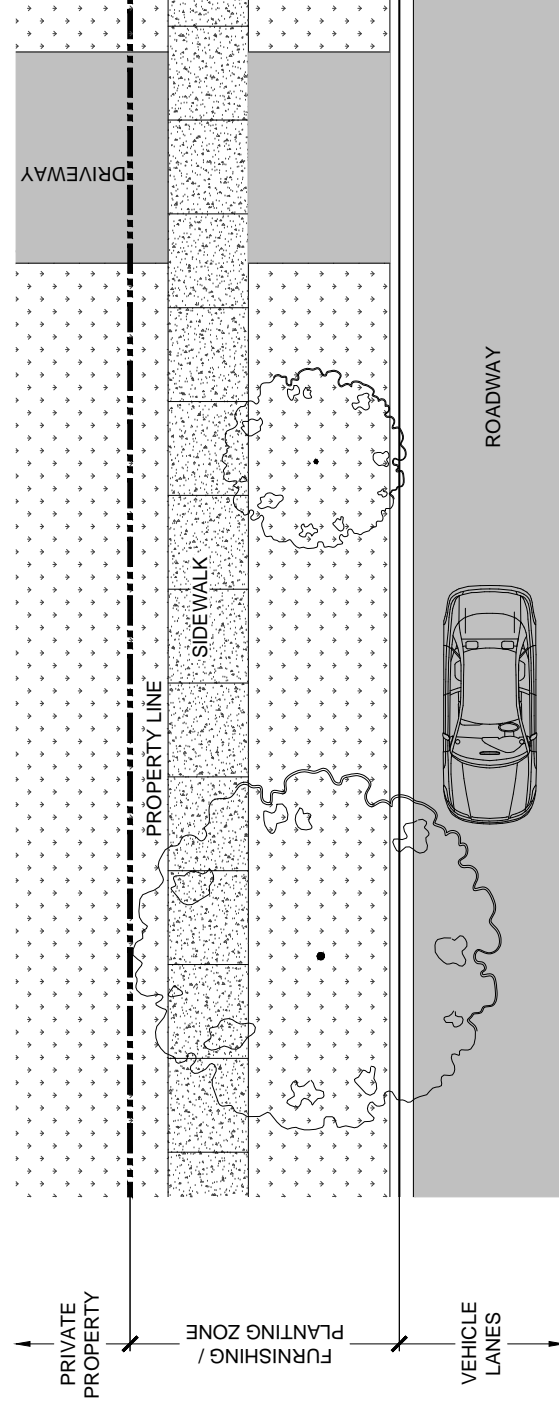 DRIVEWAY
PROPERTY LINE
SIDEWALK
ROADWAY
PRIVATE
PROPERTY
FURNISHING /
PLANTING ZONE
VEHICLE
LANES